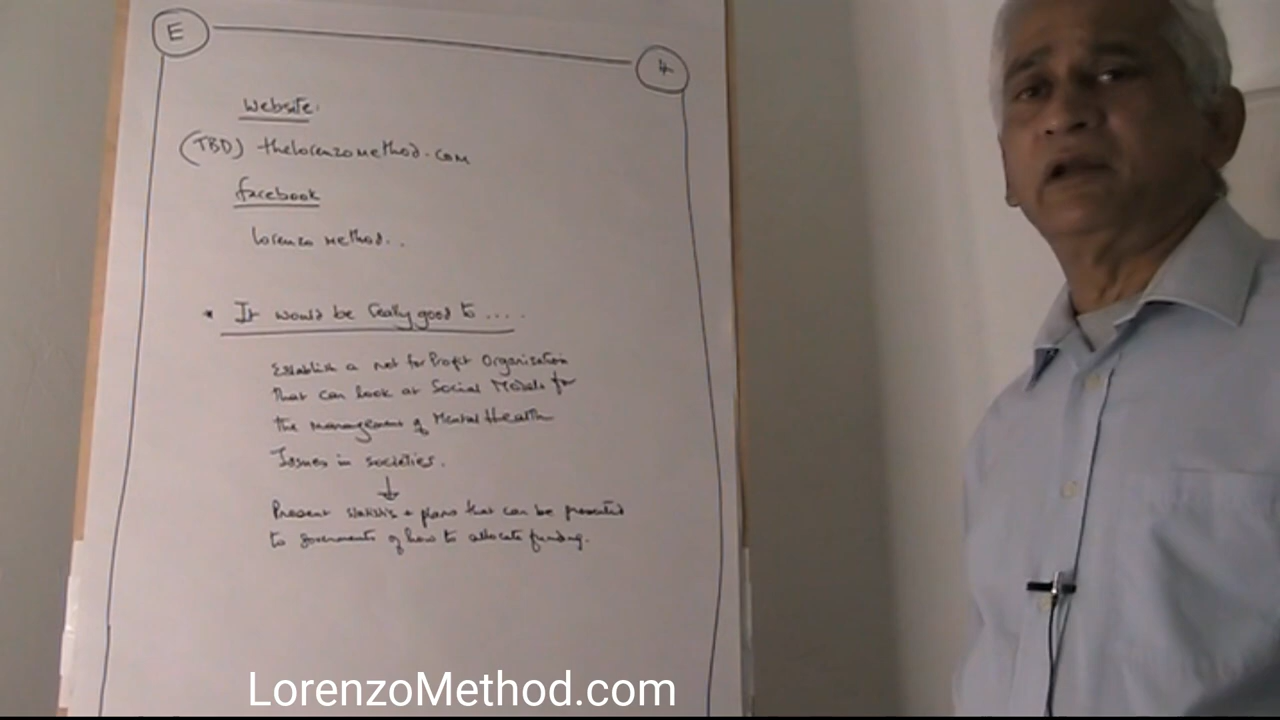 E
4
Website.
(TBD) thelorenzomethod.com
facebook
lorenzo method..
* It would be really good to ....
Establish a not for Profit Organization
that can look at Social Models for
the management of Mental Health
Issues in societies.
↓
Present statistics + plans that can be presented
to governments of how to allocate funding.
LorenzoMethod.com